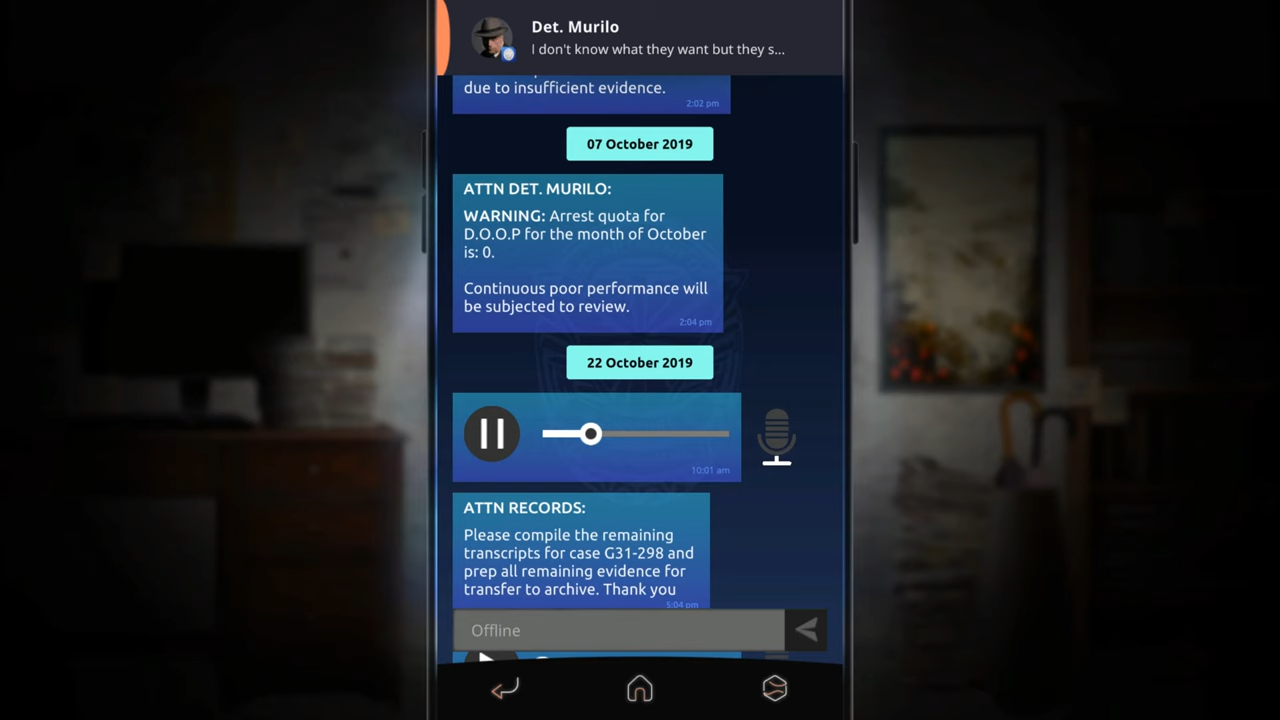 Det. Murilo
I don't know what they want but they s...
due to insufficient evidence.
2:02 pm
07 October 2019
ATTN DET. MURILO:
WARNING: Arrest quota for
D.O.O.P for the month of October
is: 0.
Continuous poor performance will
be subjected to review.
2:04 pm
22 October 2019
10:01 am
ATTN RECORDS:
Please compile the remaining
transcripts for case G31-298 and
prep all remaining evidence for
transfer to archive. Thank you
5:04 pm
Offline